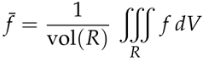 f̄ = 1/vol(R) ∭_R f dV